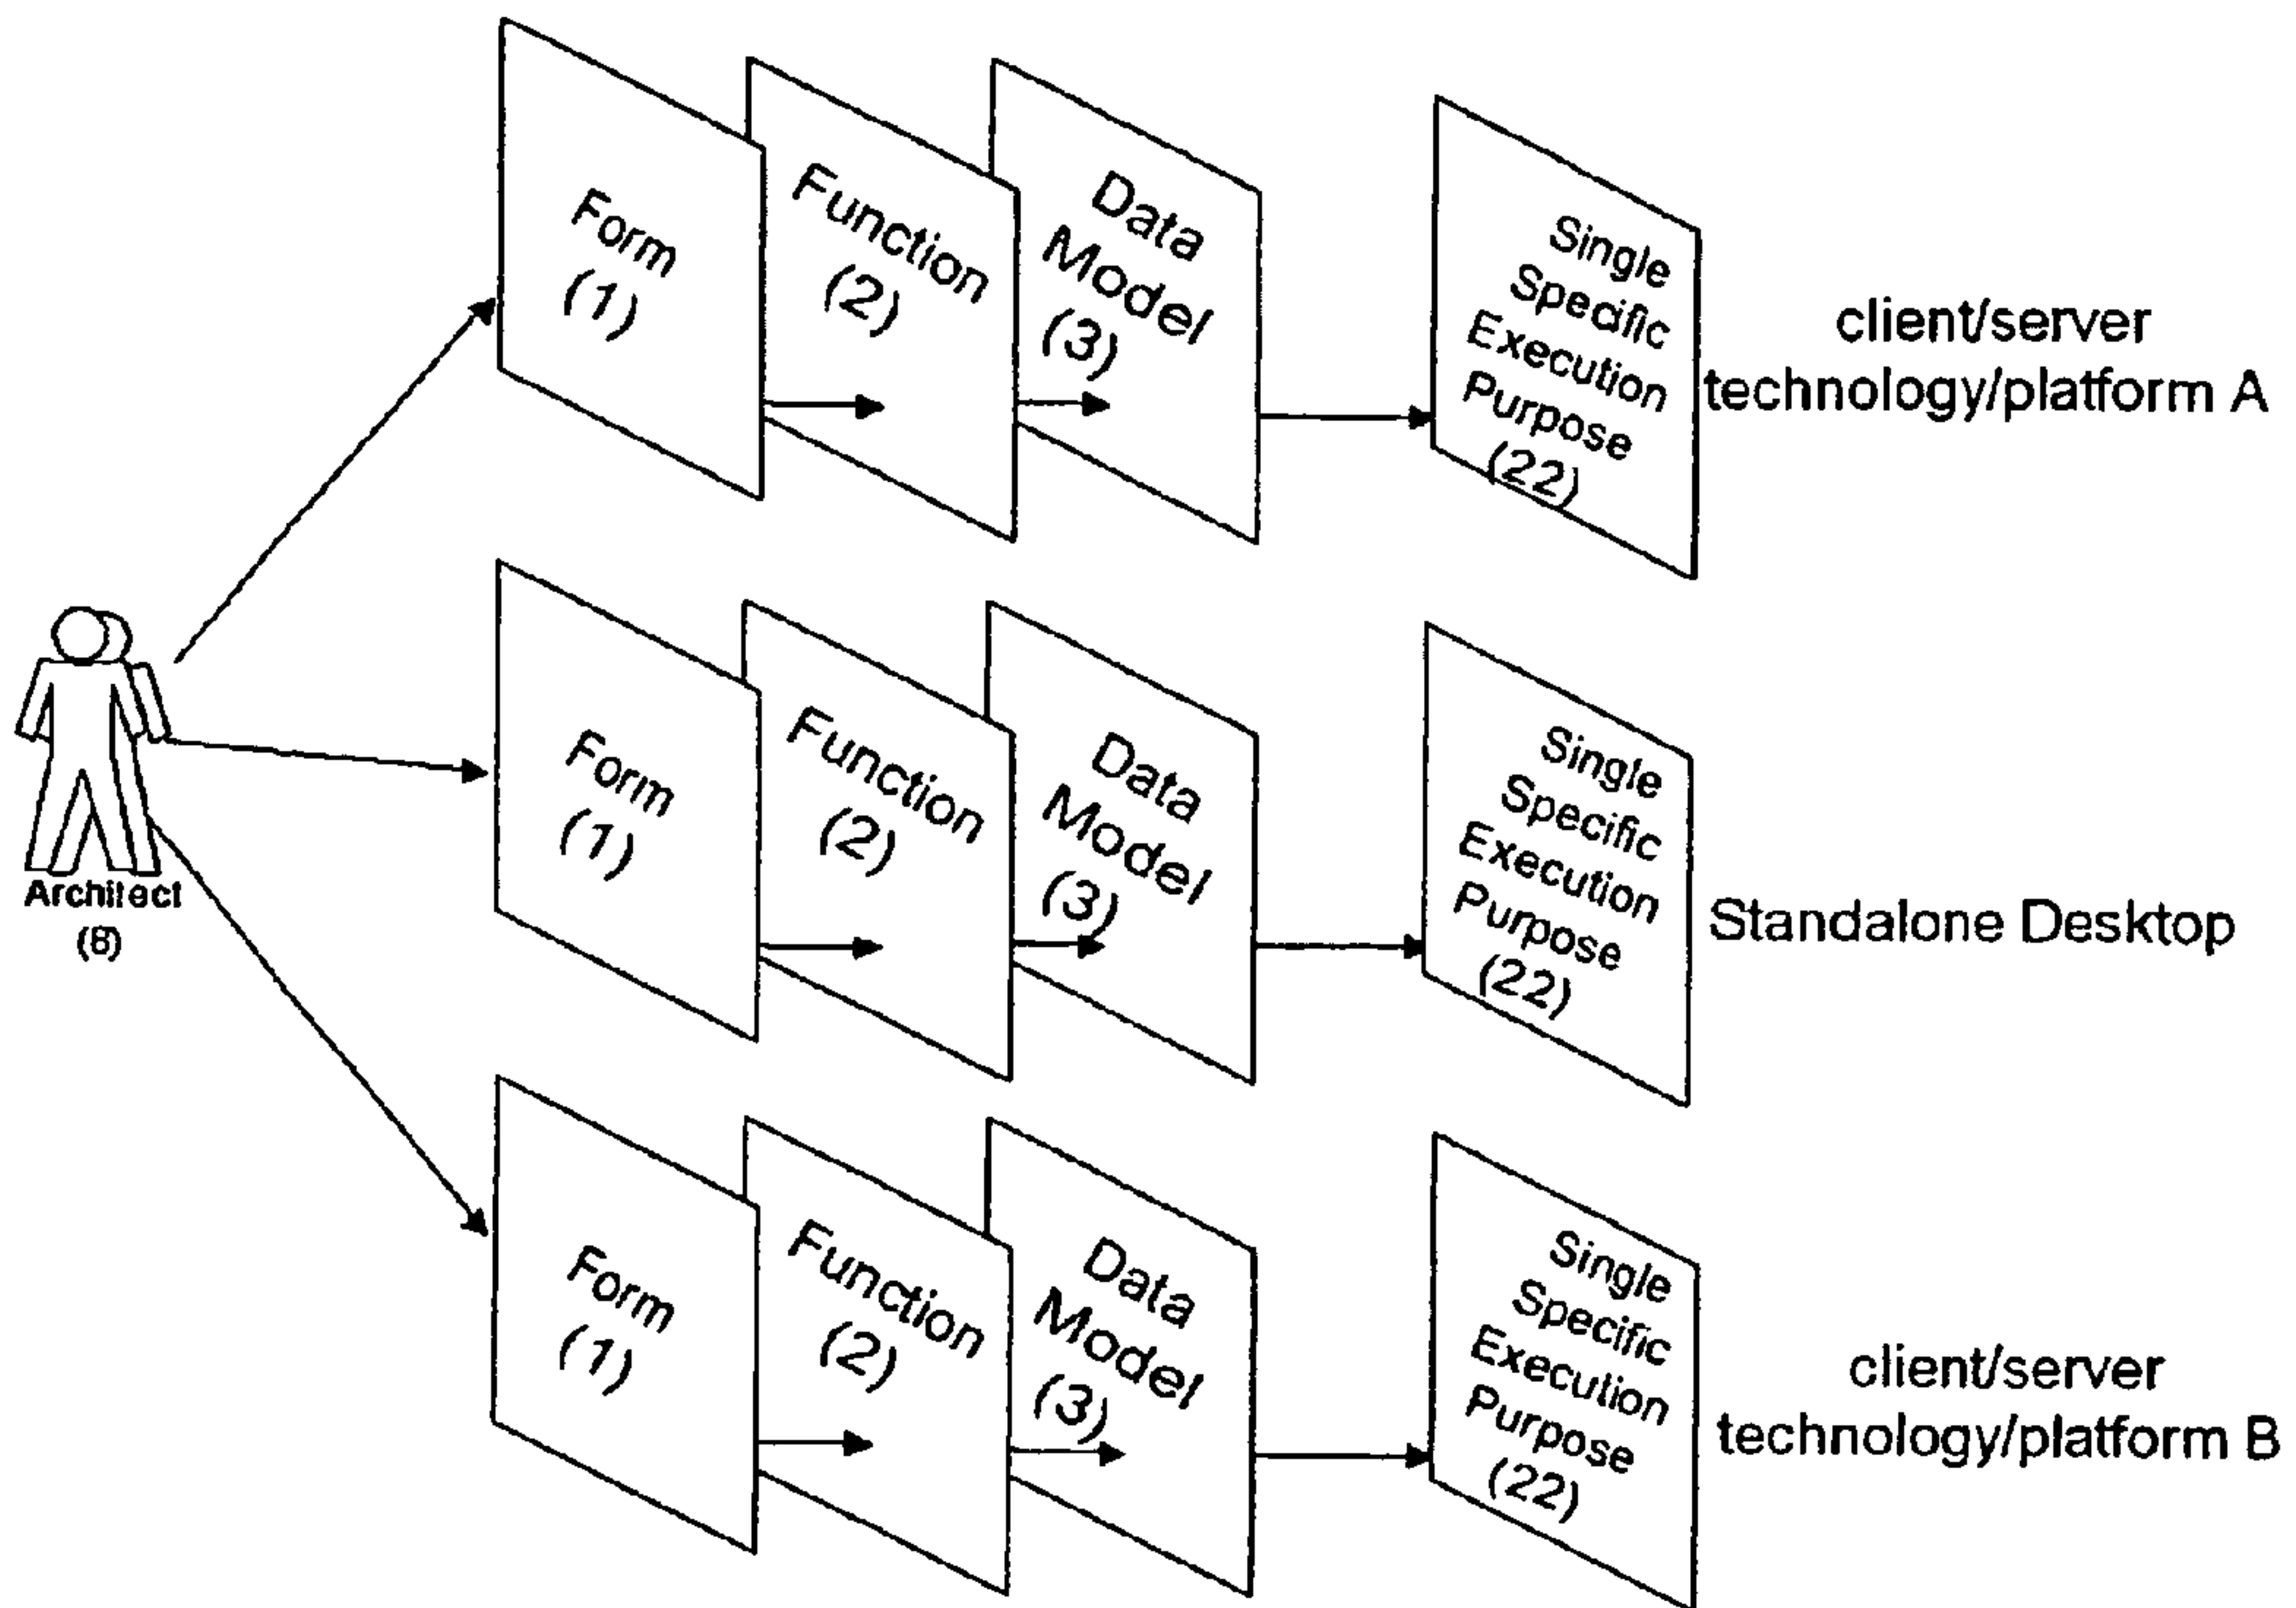 Form
(1)
Function
(2)
Data
Model
(3)
Single
Specific
Execution
Purpose
(22)
client/server
technology/platform A
Architect
(8)
Form
(1)
Function
(2)
Data
Model
(3)
Single
Specific
Execution
Purpose
(22)
Standalone Desktop
Form
(1)
Function
(2)
Data
Model
(3)
Single
Specific
Execution
Purpose
(22)
client/server
technology/platform B